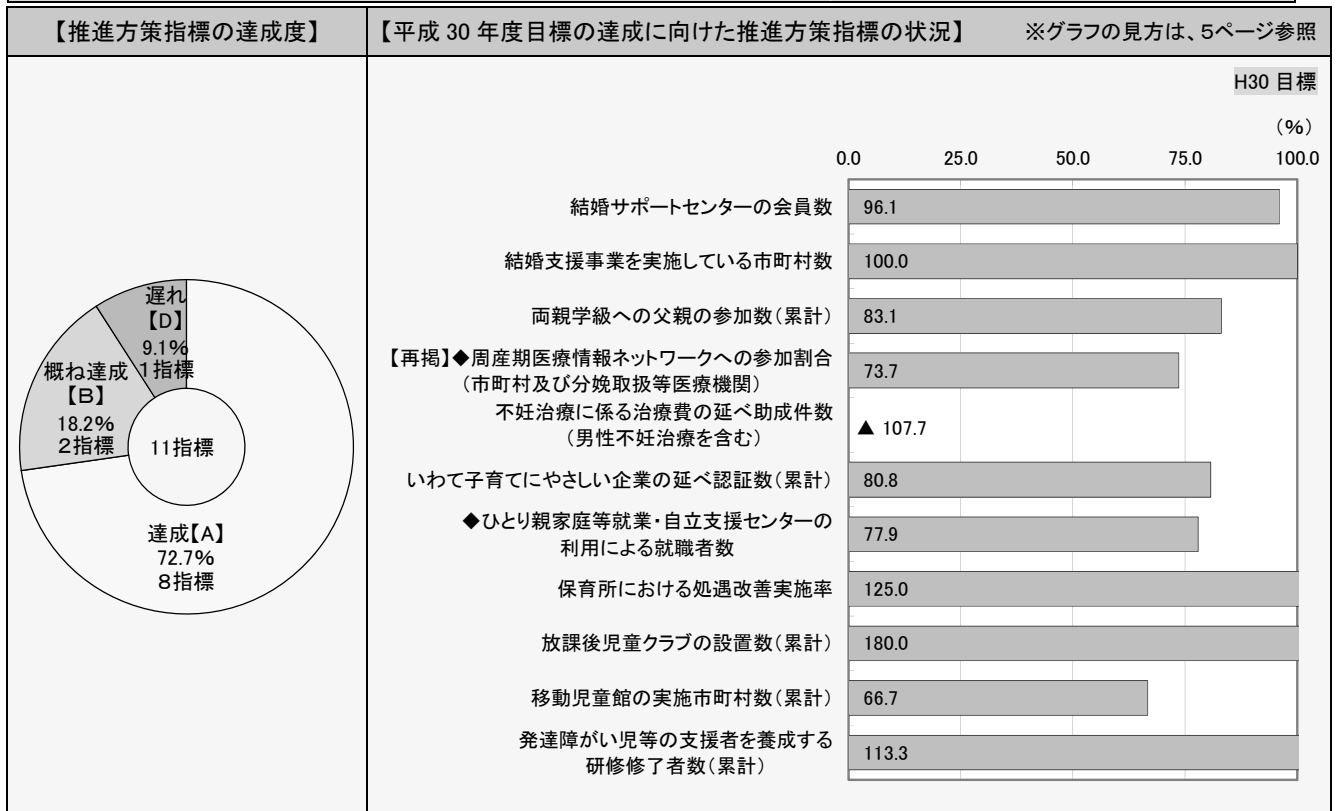 【推進方策指標の達成度】
【平成 30 年度目標の達成に向けた推進方策指標の状況】 ※グラフの見方は、5ページ参照
遅れ
【D】
9.1%
1指標
概ね達成
【B】
18.2%
2指標
11指標
達成【A】
72.7%
8指標
H30 目標
(%)
0.0 25.0 50.0 75.0 100.0
結婚サポートセンターの会員数 96.1
結婚支援事業を実施している市町村数 100.0
両親学級への父親の参加数(累計) 83.1
【再掲】◆周産期医療情報ネットワークへの参加割合
(市町村及び分娩取扱等医療機関) 73.7
不妊治療に係る治療費の延べ助成件数
(男性不妊治療を含む) ▲ 107.7
いわて子育てにやさしい企業の延べ認証数(累計) 80.8
◆ひとり親家庭等就業・自立支援センターの
利用による就職者数 77.9
保育所における処遇改善実施率 125.0
放課後児童クラブの設置数(累計) 180.0
移動児童館の実施市町村数(累計) 66.7
発達障がい児等の支援者を養成する
研修修了者数(累計) 113.3